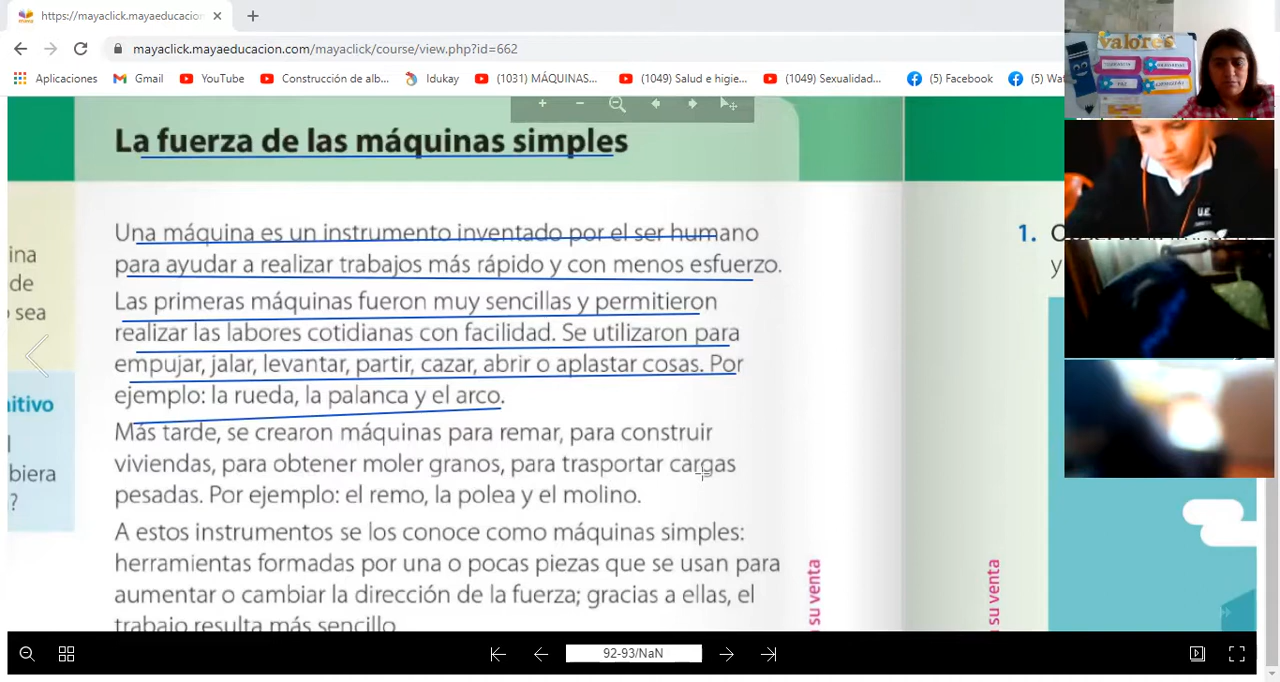 https://mayaclick.mayaeducacion
mayaclick.mayaeducacion.com/mayaclick/course/view.php?id=662
Aplicaciones
Gmail
YouTube
Construcción de alb...
Edukay
(1031) MÁQUINAS...
(1049) Salud e higie...
(1049) Sexualidad...
(5) Facebook
valores
La fuerza de las máquinas simples
Una máquina es un instrumento inventado por el ser humano
para ayudar a realizar trabajos más rápido y con menos esfuerzo.
Las primeras máquinas fueron muy sencillas y permitieron
realizar las labores cotidianas con facilidad. Se utilizaron para
empujar, jalar, levantar, partir, cazar, abrir o aplastar cosas. Por
ejemplo: la rueda, la palanca y el arco.
Más tarde, se crearon máquinas para remar, para construir
viviendas, para obtener moler granos, para trasportar cargas
pesadas. Por ejemplo: el remo, la polea y el molino.
A estos instrumentos se los conoce como máquinas simples:
herramientas formadas por una o pocas piezas que se usan para
aumentar o cambiar la dirección de la fuerza; gracias a ellas, el
trabajo resulta más sencillo
ina
de
sea
itivo
biera
?
su venta
su venta
1.
y
U.E
92-93/NaN